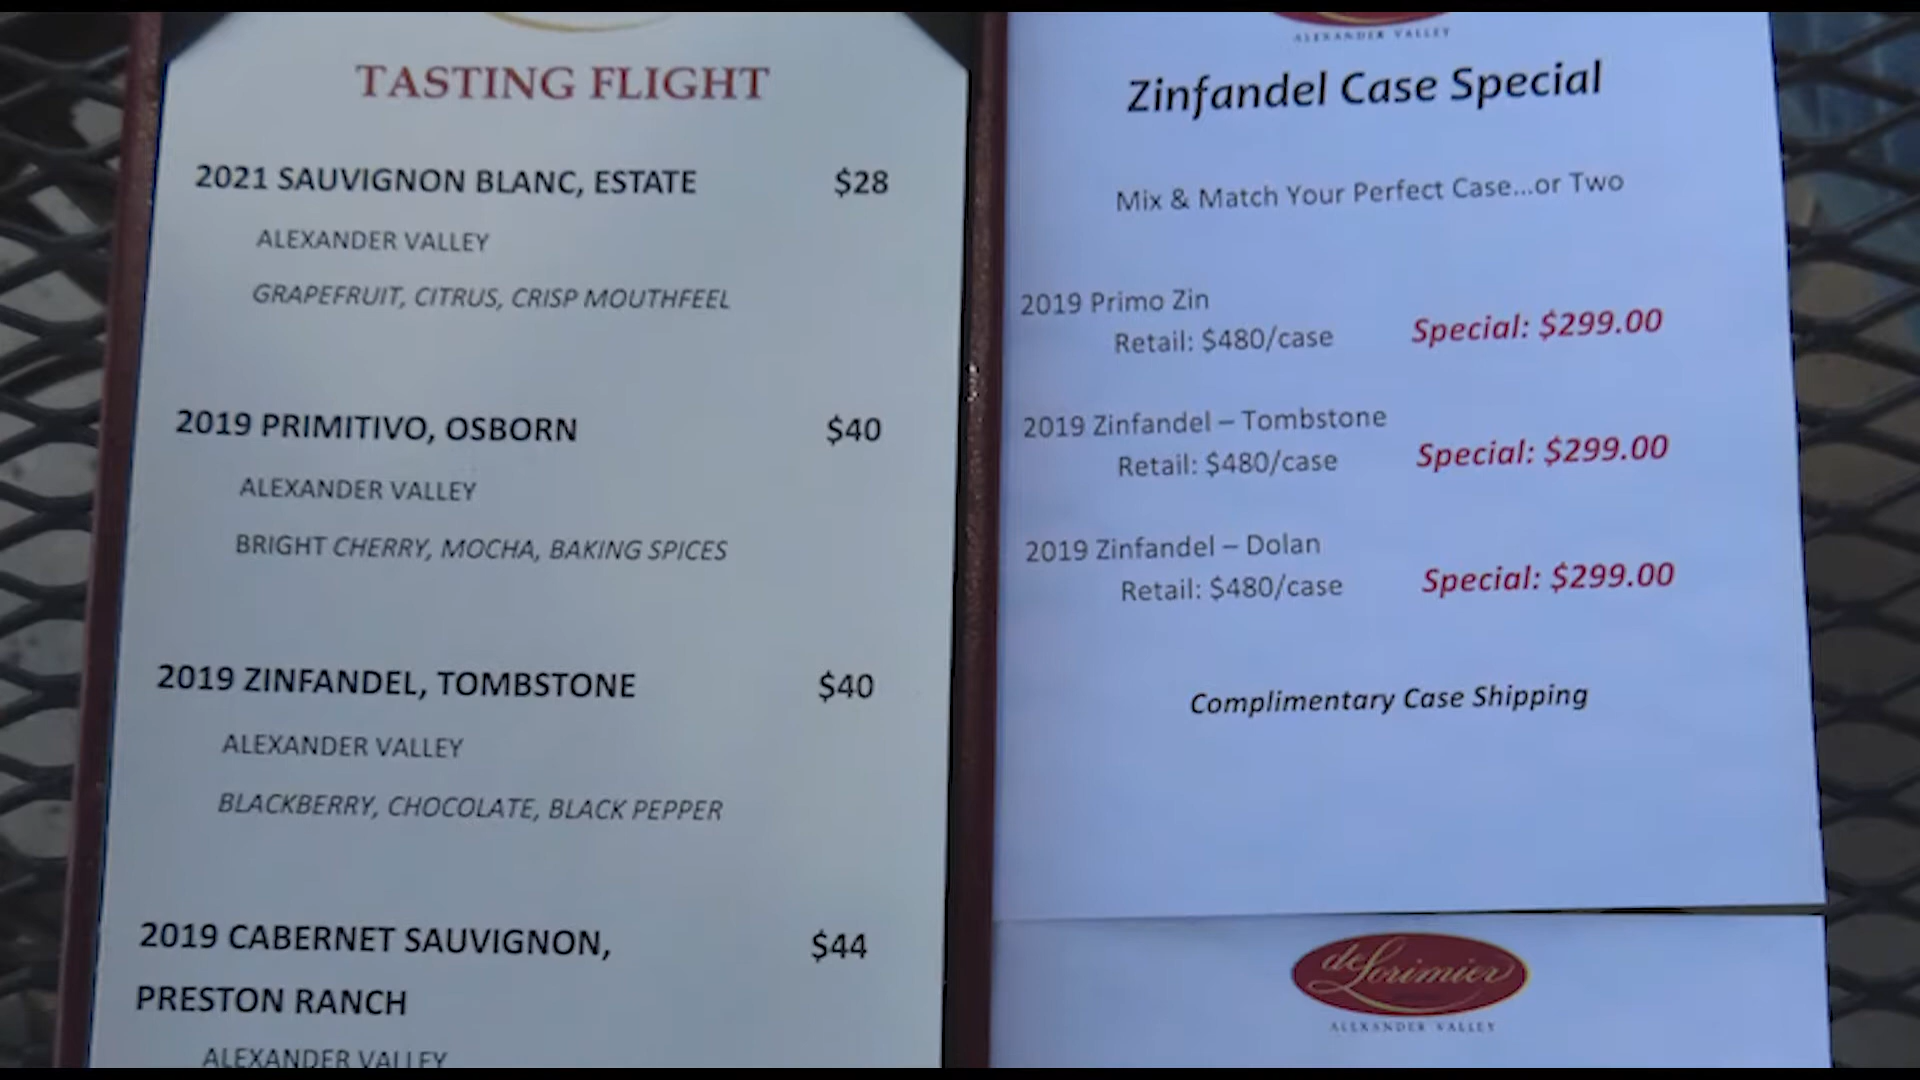 TASTING FLIGHT
2021 SAUVIGNON BLANC, ESTATE $28
ALEXANDER VALLEY
GRAPEFRUIT, CITRUS, CRISP MOUTHFEEL
2019 PRIMITIVO, OSBORN $40
ALEXANDER VALLEY
BRIGHT CHERRY, MOCHA, BAKING SPICES
2019 ZINFANDEL, TOMBSTONE $40
ALEXANDER VALLEY
BLACKBERRY, CHOCOLATE, BLACK PEPPER
2019 CABERNET SAUVIGNON, $44
PRESTON RANCH
ALEXANDER VALLEY
ALEXANDER VALLEY
Zinfandel Case Special
Mix & Match Your Perfect Case...or Two
2019 Primo Zin
Retail: $480/case Special: $299.00
2019 Zinfandel – Tombstone
Retail: $480/case Special: $299.00
2019 Zinfandel – Dolan
Retail: $480/case Special: $299.00
Complimentary Case Shipping
deLorimier
ALEXANDER VALLEY